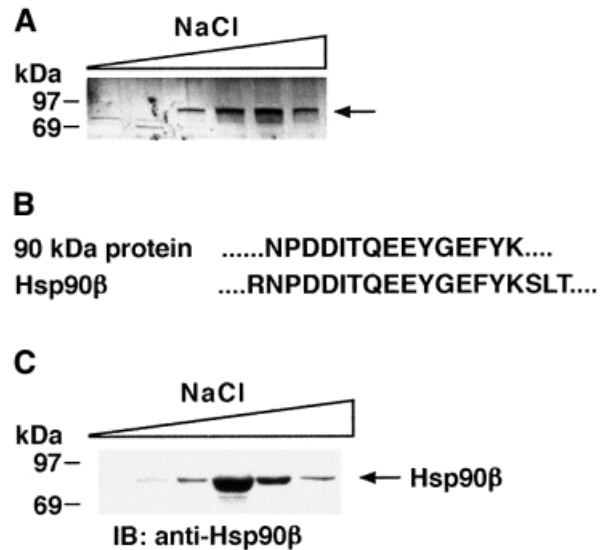 A
NaCl
kDa
97
69
B
90 kDa protein ......NPDDITQEEYGEFYK....
Hsp90β ....RNPDDITQEEYGEFYKSLT....
C
NaCl
kDa
97
Hsp90β
69
IB: anti-Hsp90β